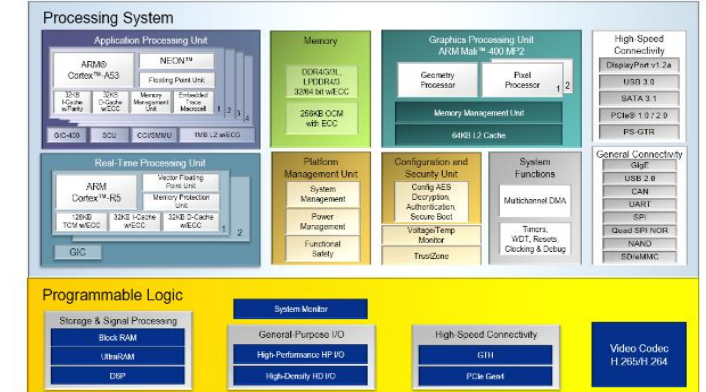 Processing System
Application Processing Unit
ARM®
Cortex™-A53
NEON™
Floating Point Unit
32KB
I-Cache
w/Parity
32KB
D-Cache
w/ECC
Memory
Management
Unit
Embedded
Trace
Macrocell
1
2
3
4
GIC-400
SCU
CCI/SMMU
1MB L2 w/ECC
Memory
DDR4/3/3L,
LPDDR4/3
32/64 bit w/ECC
256KB OCM
with ECC
Graphics Processing Unit
ARM Mali™-400 MP2
Geometry
Processor
Pixel
Processor
1
2
Memory Management Unit
64KB L2 Cache
High-Speed
Connectivity
DisplayPort v1.2a
USB 3.0
SATA 3.1
PCIe® 1.0 / 2.0
PS-GTR
Real-Time Processing Unit
ARM
Cortex™-R5
Vector Floating
Point Unit
Memory Protection
Unit
128KB
TCM w/ECC
32KB I-Cache
w/ECC
32KB D-Cache
w/ECC
1
2
GIC
Platform
Management Unit
System
Management
Power
Management
Functional
Safety
Configuration and
Security Unit
Config AES
Decryption,
Authentication,
Secure Boot
Voltage/Temp
Monitor
TrustZone
System
Functions
Multichannel DMA
Timers,
WDT, Resets,
Clocking & Debug
General Connectivity
GigE
USB 2.0
CAN
UART
SPI
Quad SPI NOR
NAND
SD/eMMC
Programmable Logic
Storage & Signal Processing
Block RAM
UltraRAM
DSP
System Monitor
General-Purpose I/O
High-Performance HP I/O
High-Density HD I/O
High-Speed Connectivity
GTH
PCIe Gen4
Video Codec
H.265/H.264